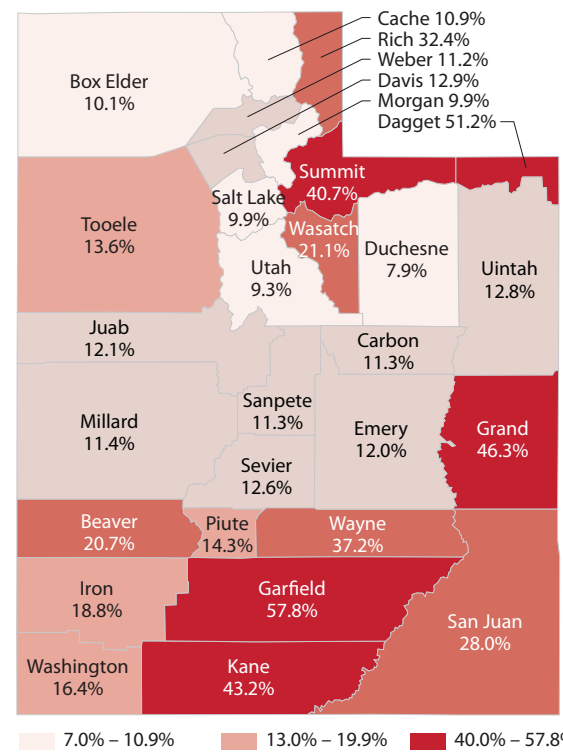 Cache 10.9%
Rich 32.4%
Weber 11.2%
Davis 12.9%
Morgan 9.9%
Dagget 51.2%
Box Elder
10.1%
Summit
40.7%
Salt Lake
9.9%
Tooele
13.6%
Wasatch
21.1%
Duchesne
7.9%
Uintah
12.8%
Utah
9.3%
Juab
12.1%
Carbon
11.3%
Sanpete
11.3%
Millard
11.4%
Emery
12.0%
Grand
46.3%
Sevier
12.6%
Beaver
20.7%
Piute
14.3%
Wayne
37.2%
Iron
18.8%
Garfield
57.8%
San Juan
28.0%
Washington
16.4%
Kane
43.2%
7.0% – 10.9% 13.0% – 19.9% 40.0% – 57.8%